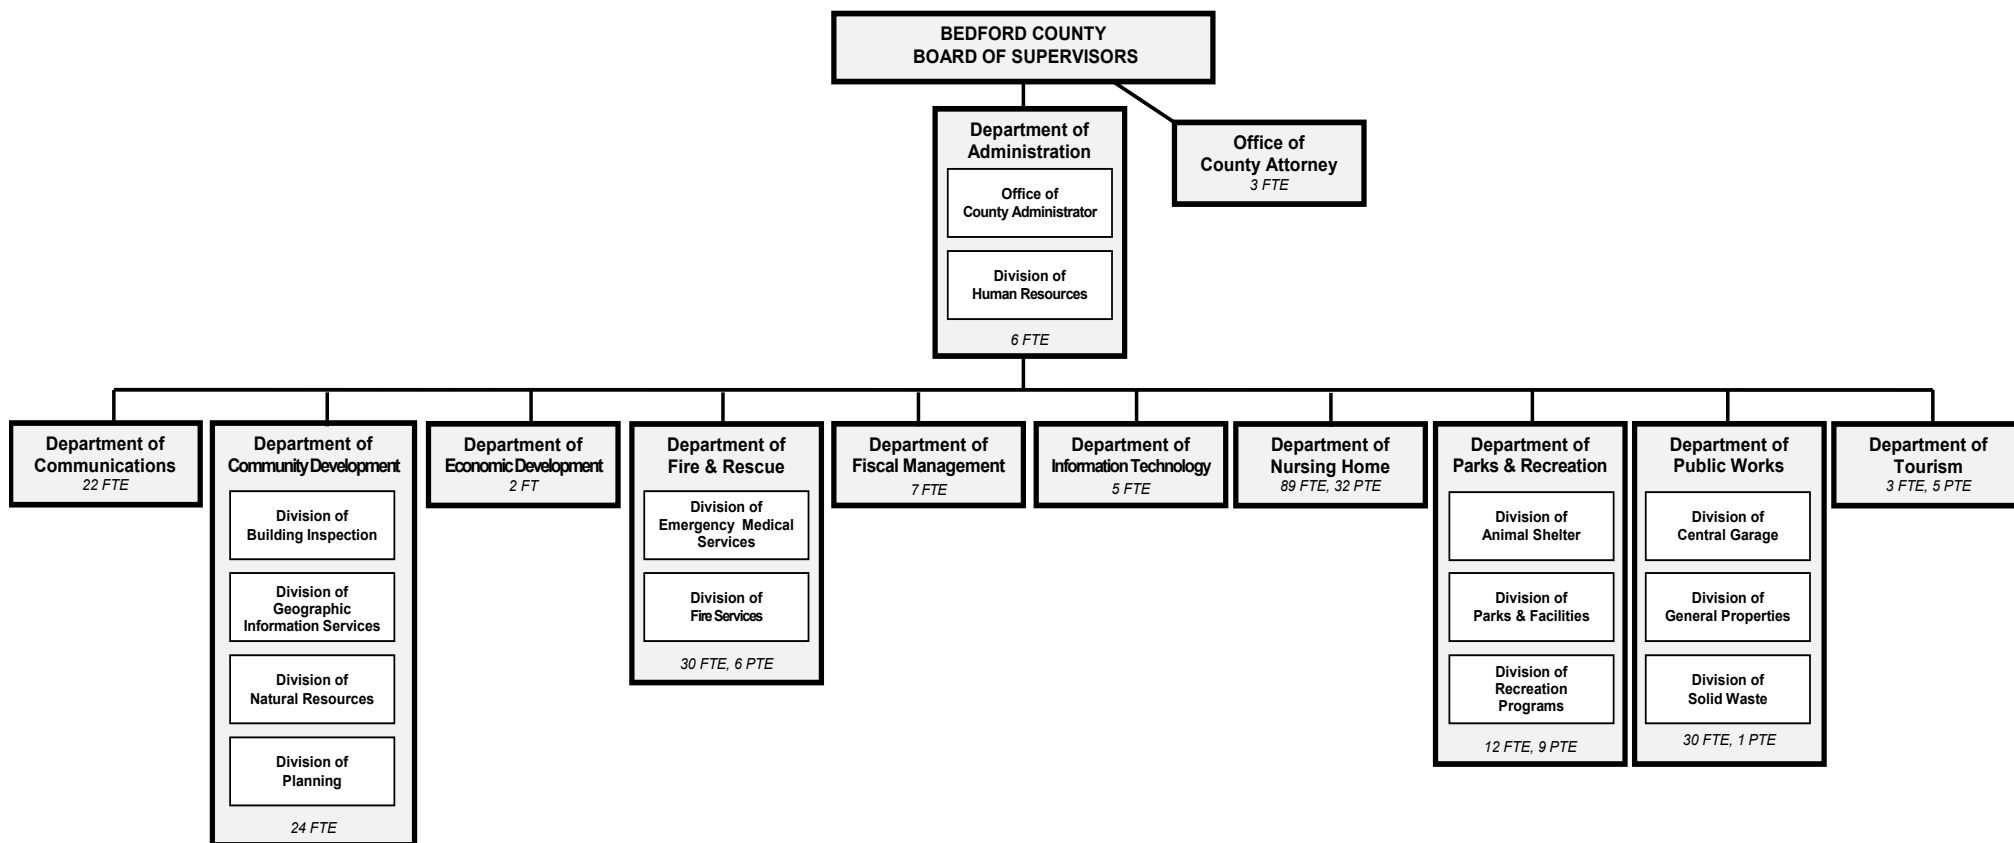 BEDFORD COUNTY
BOARD OF SUPERVISORS
Department of
Administration
Office of
County Administrator
Division of
Human Resources
6 FTE
Office of
County Attorney
3 FTE
Department of
Communications
22 FTE
Department of
Community Development
Division of
Building Inspection
Division of
Geographic
Information Services
Division of
Natural Resources
Division of
Planning
24 FTE
Department of
Economic Development
2 FT
Department of
Fire & Rescue
Division of
Emergency Medical
Services
Division of
Fire Services
30 FTE, 6 PTE
Department of
Fiscal Management
7 FTE
Department of
Information Technology
5 FTE
Department of
Nursing Home
89 FTE, 32 PTE
Department of
Parks & Recreation
Division of
Animal Shelter
Division of
Parks & Facilities
Division of
Recreation
Programs
12 FTE, 9 PTE
Department of
Public Works
Division of
Central Garage
Division of
General Properties
Division of
Solid Waste
30 FTE, 1 PTE
Department of
Tourism
3 FTE, 5 PTE